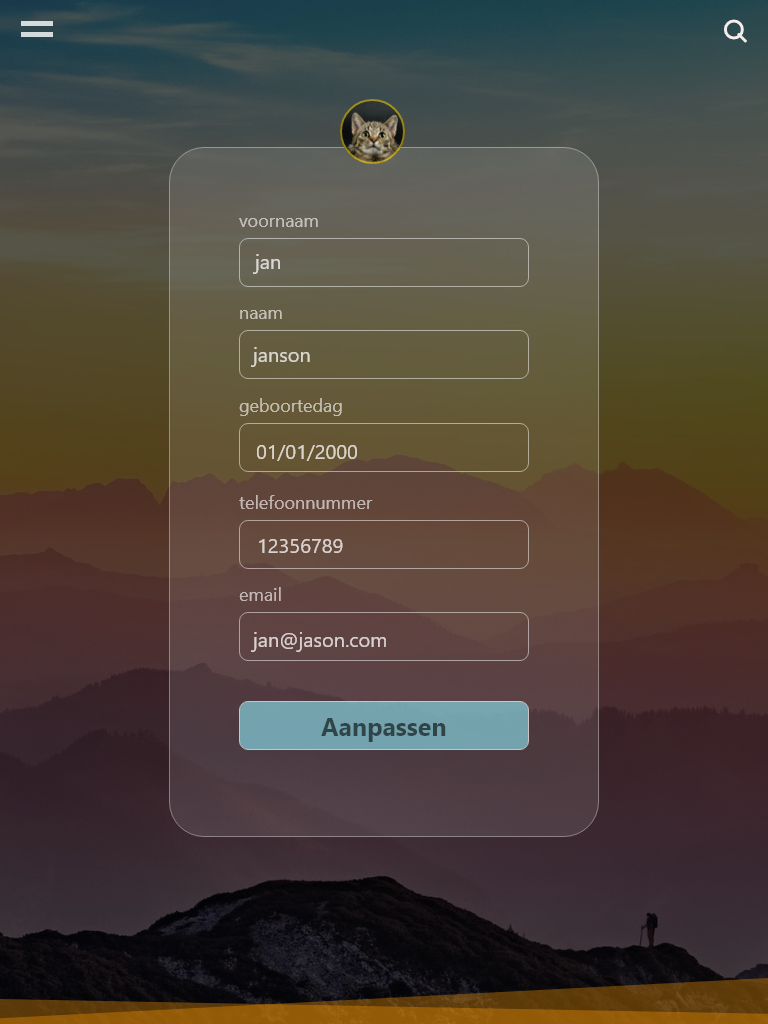 voornaam
jan
naam
janson
geboortedag
01/01/2000
telefoonnummer
12356789
email
jan@jason.com
Aanpassen